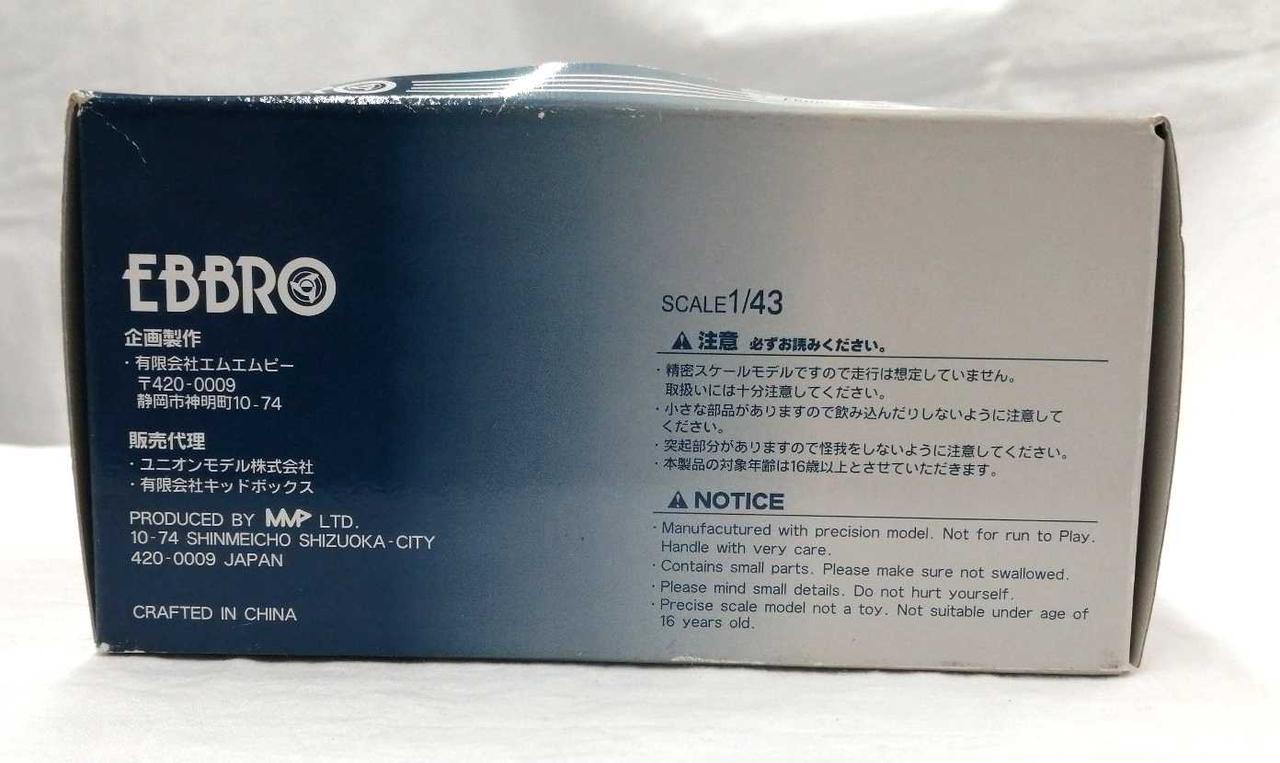 EBBRO
企画製作
・有限会社エムエムピー
〒420-0009
静岡市神明町10-74
販売代理
・ユニオンモデル株式会社
・有限会社キッドボックス
PRODUCED BY MMP LTD.
10-74 SHINMEICHO SHIZUOKA-CITY
420-0009 JAPAN
CRAFTED IN CHINA
SCALE1/43
注意 必ずお読みください。
・精密スケールモデルですので走行は想定していません。
取扱いには十分注意してください。
・小さな部品がありますので飲み込んだりしないように注意して
ください。
・突起部分がありますので怪我をしないように注意してください。
・本製品の対象年齢は16歳以上とさせていただきます。
NOTICE
・Manufacutured with precision model. Not for run to Play.
Handle with very care.
・Contains small parts. Please make sure not swallowed.
・Please mind small details. Do not hurt yourself.
・Precise scale model not a toy. Not suitable under age of
16 years old.